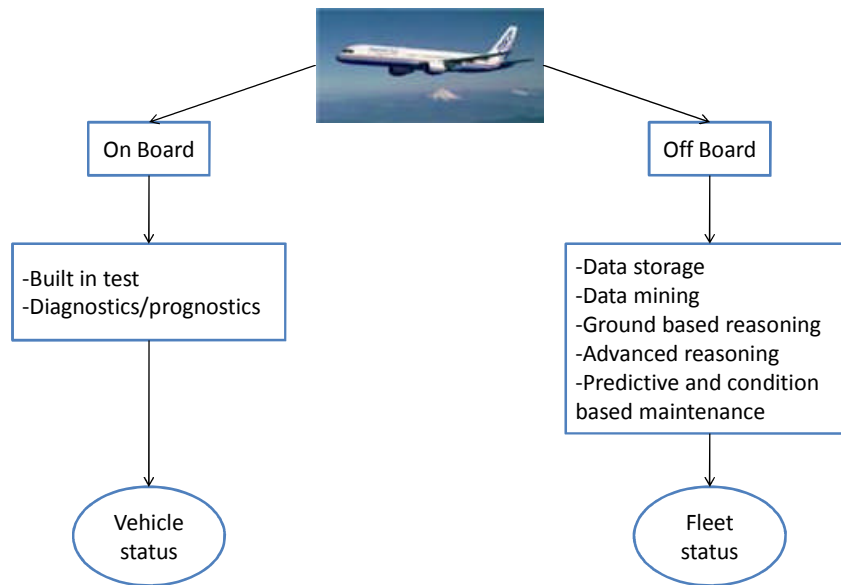 On Board
Off Board
-Built in test
-Diagnostics/prognostics
-Data storage
-Data mining
-Ground based reasoning
-Advanced reasoning
-Predictive and condition
based maintenance
Vehicle
status
Fleet
status